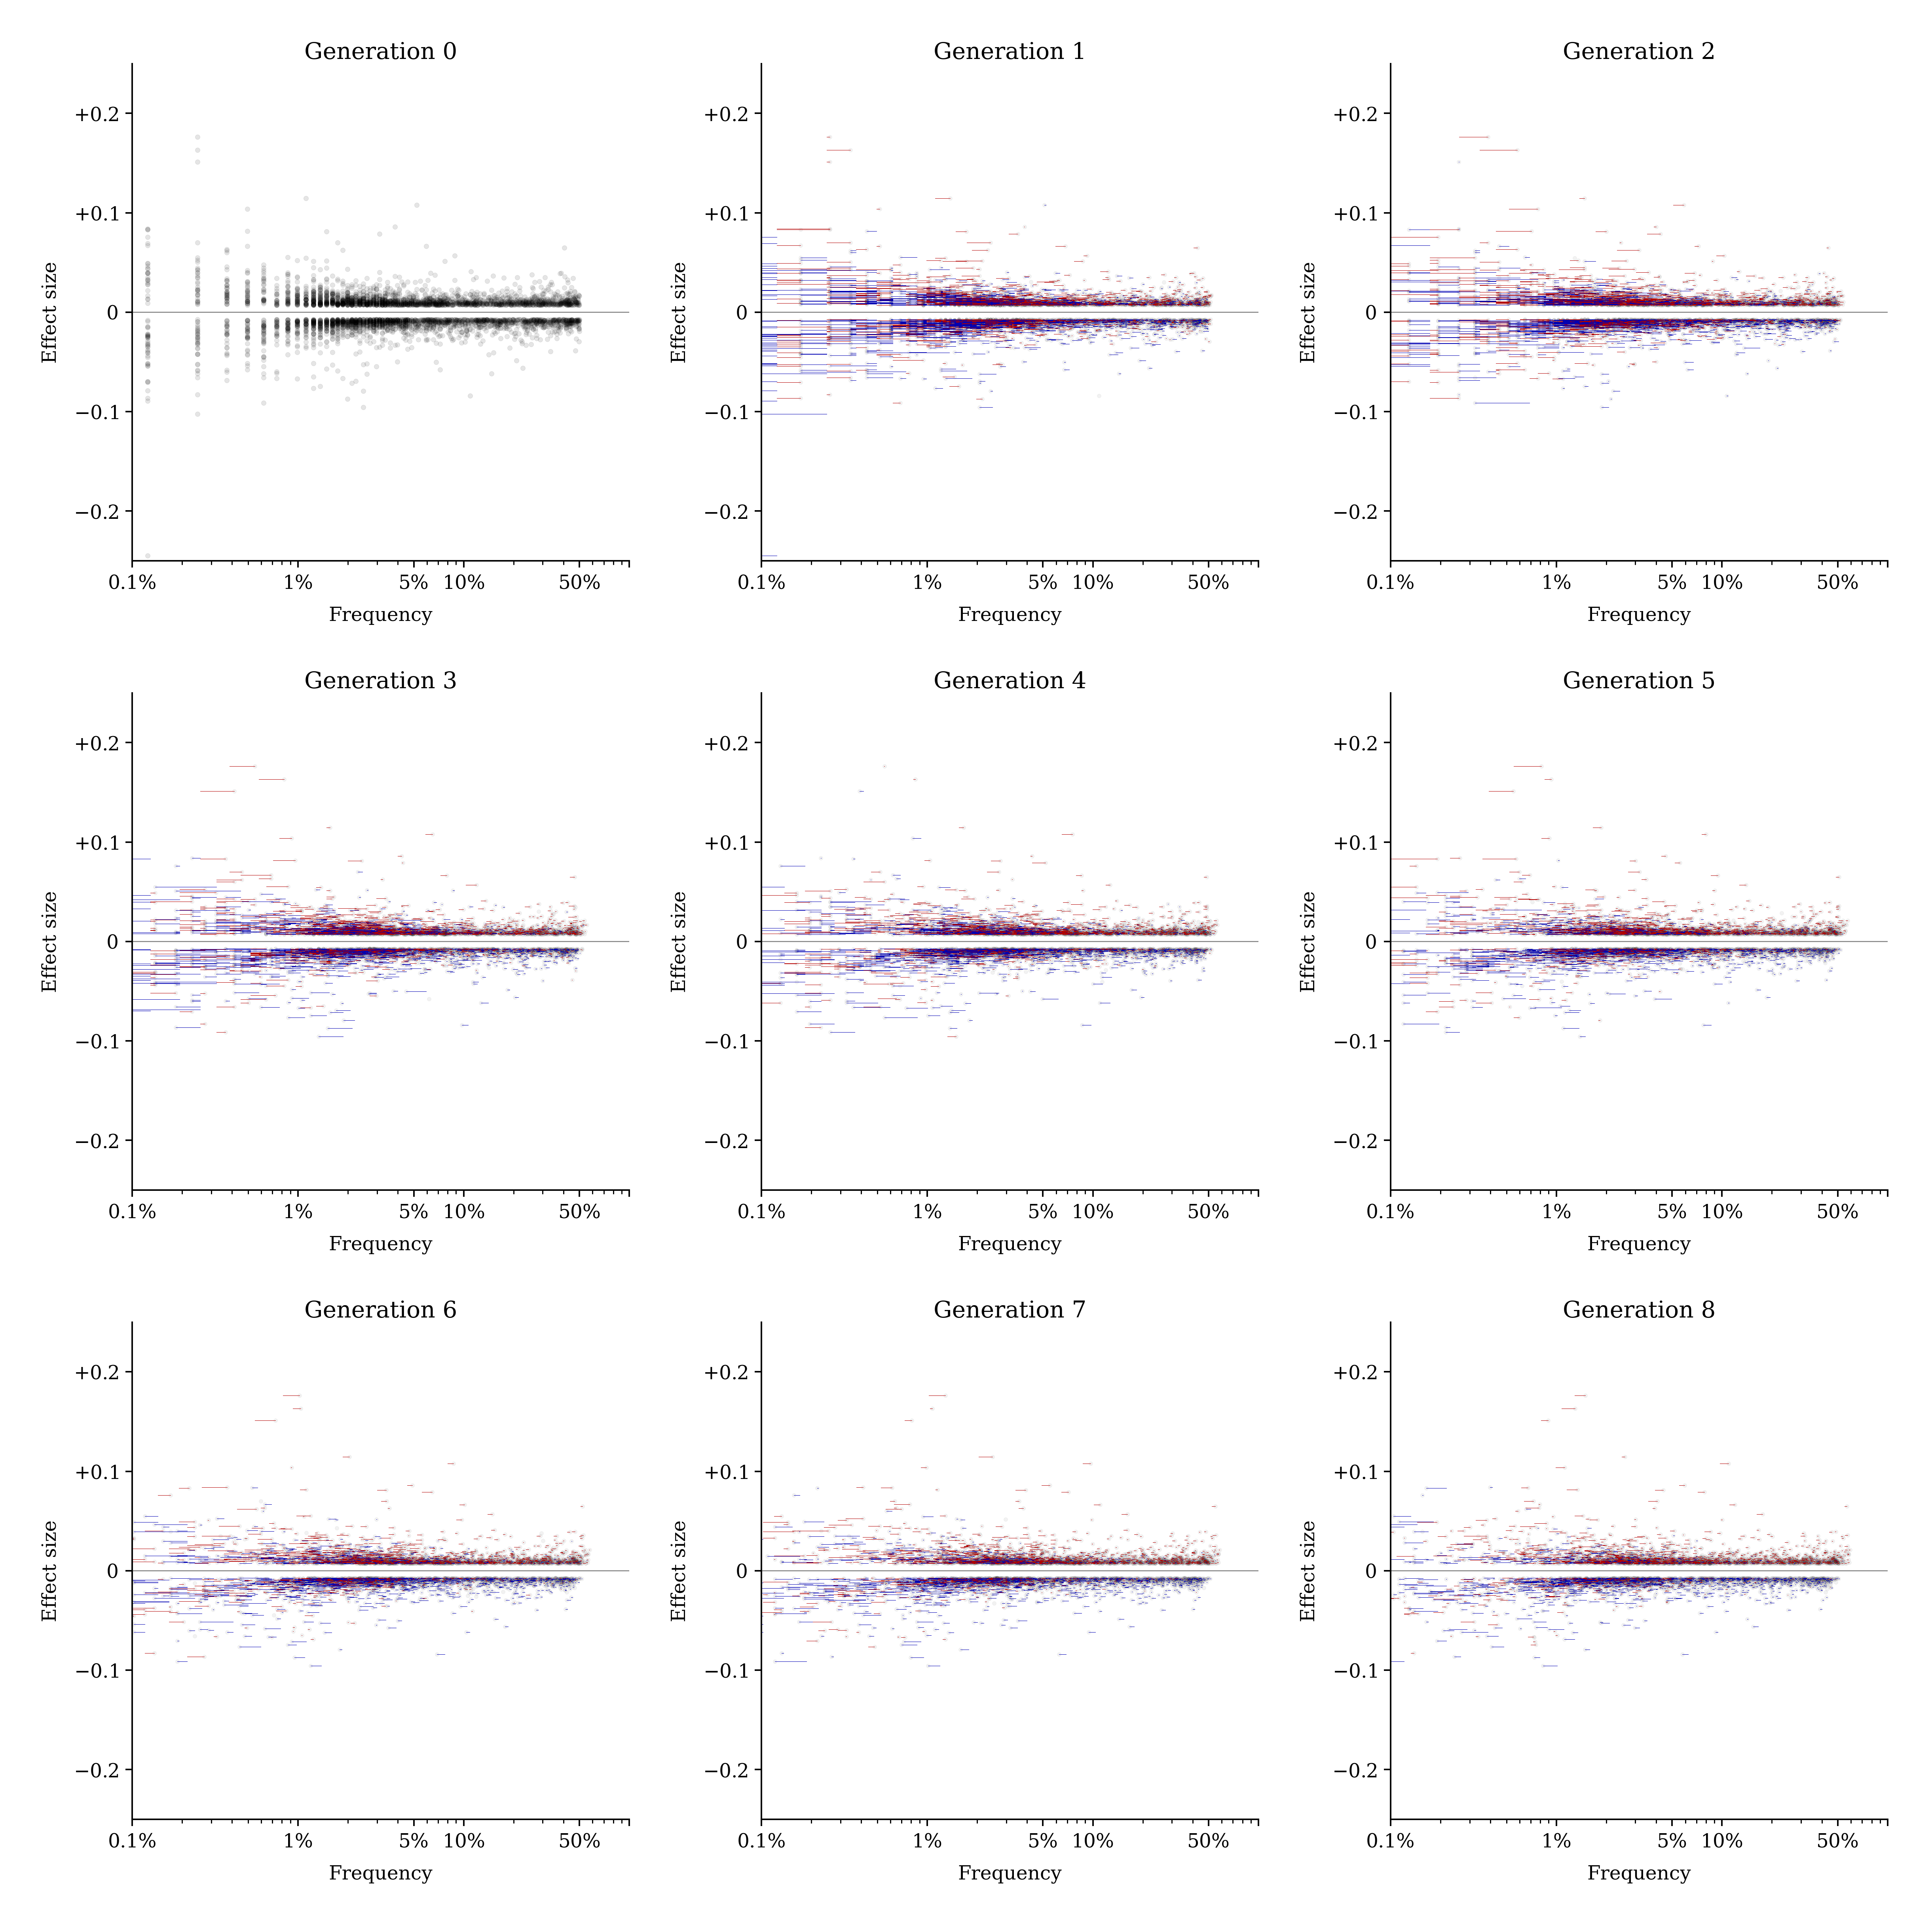 Generation 0
+0.2
+0.1
0
−0.1
−0.2
Effect size
0.1% 1% 5% 10% 50%
Frequency
Generation 1
+0.2
+0.1
0
−0.1
−0.2
Effect size
0.1% 1% 5% 10% 50%
Frequency
Generation 2
+0.2
+0.1
0
−0.1
−0.2
Effect size
0.1% 1% 5% 10% 50%
Frequency
Generation 3
+0.2
+0.1
0
−0.1
−0.2
Effect size
0.1% 1% 5% 10% 50%
Frequency
Generation 4
+0.2
+0.1
0
−0.1
−0.2
Effect size
0.1% 1% 5% 10% 50%
Frequency
Generation 5
+0.2
+0.1
0
−0.1
−0.2
Effect size
0.1% 1% 5% 10% 50%
Frequency
Generation 6
+0.2
+0.1
0
−0.1
−0.2
Effect size
0.1% 1% 5% 10% 50%
Frequency
Generation 7
+0.2
+0.1
0
−0.1
−0.2
Effect size
0.1% 1% 5% 10% 50%
Frequency
Generation 8
+0.2
+0.1
0
−0.1
−0.2
Effect size
0.1% 1% 5% 10% 50%
Frequency